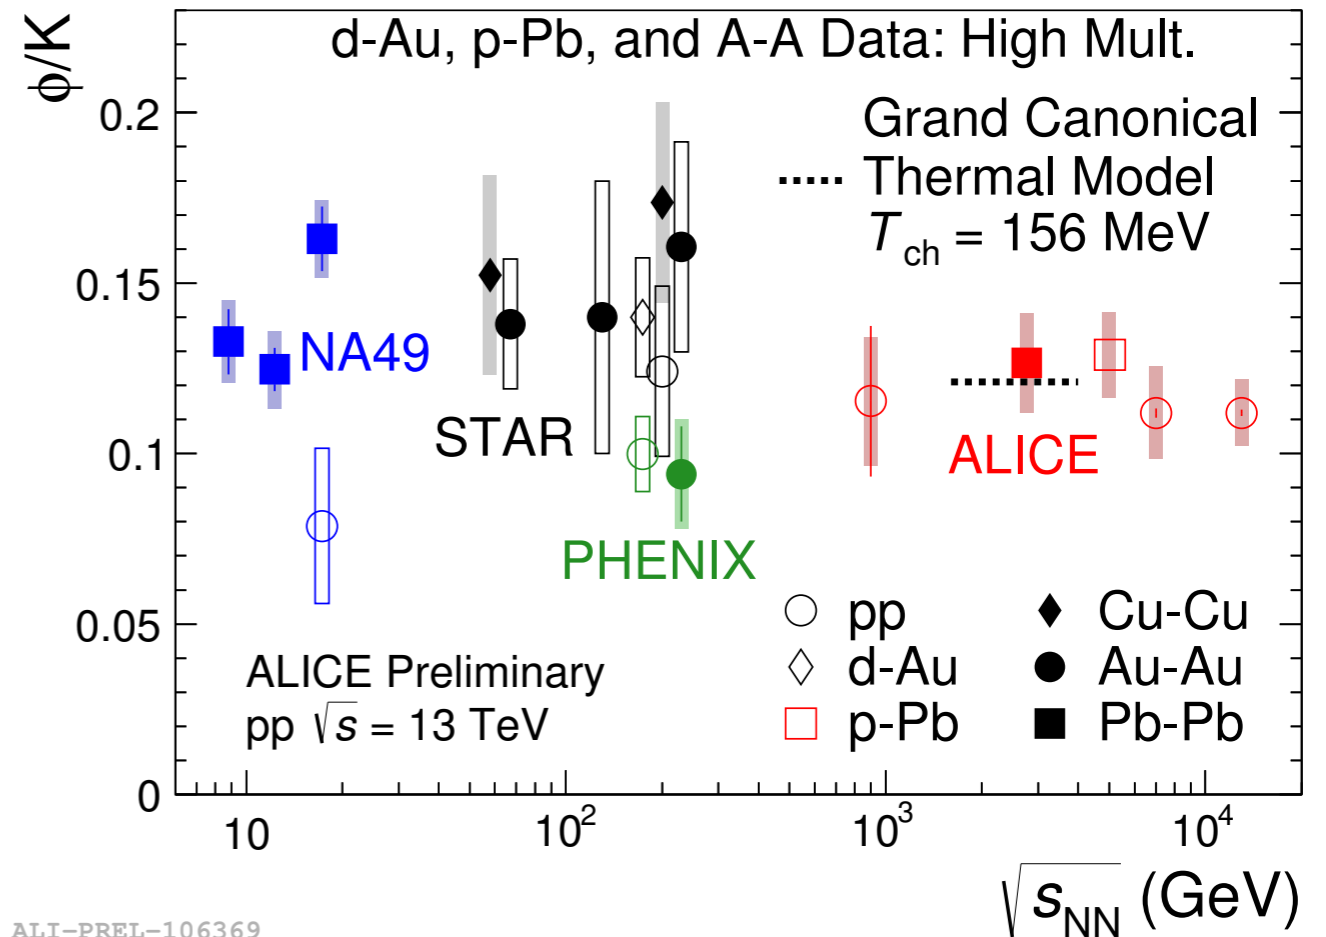 ϕ/K
d-Au, p-Pb, and A-A Data: High Mult.
Grand Canonical
Thermal Model
T_ch = 156 MeV
0.2
0.15
0.1
0.05
0
NA49
STAR
PHENIX
ALICE
ALICE Preliminary
pp √s = 13 TeV
pp
d-Au
p-Pb
Cu-Cu
Au-Au
Pb-Pb
10
10²
10³
10⁴
√s_NN (GeV)
ALI-PREL-106369